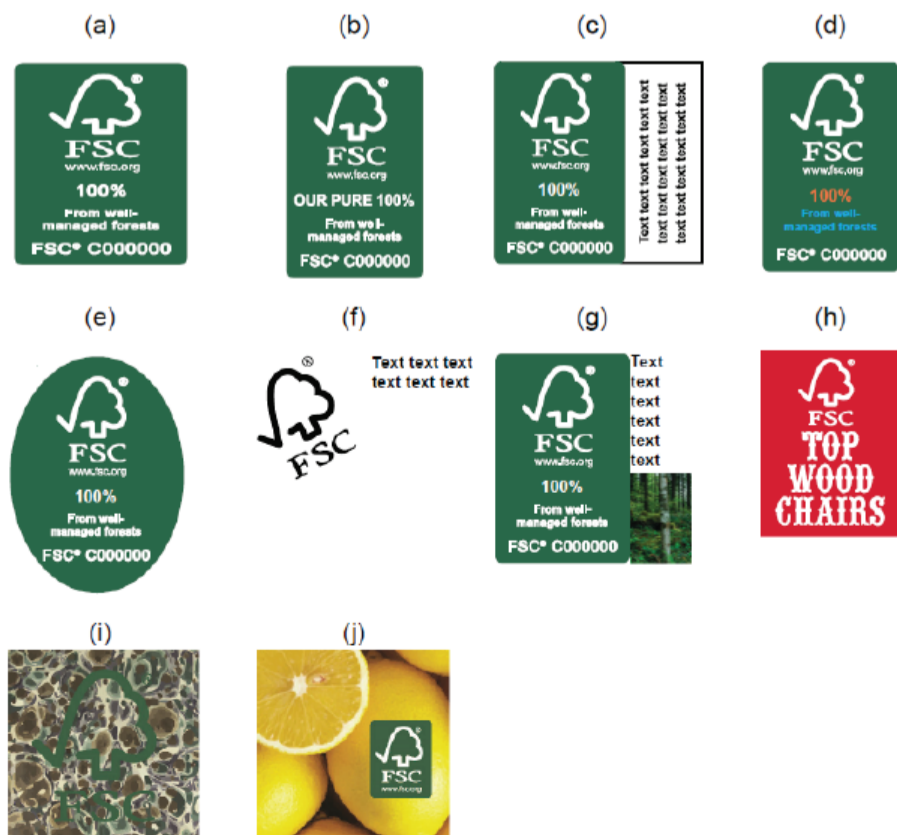 (a)
(b)
(c)
(d)
®
FSC
www.fsc.org
100%
From well-
managed forests
FSC® C000000
®
FSC
www.fsc.org
OUR PURE 100%
From well-
managed forests
FSC® C000000
®
FSC
www.fsc.org
100%
From well-
managed forests
FSC® C000000
Text text text text text text
text text text text text text
text text text text text text
®
FSC
www.fsc.org
100%
From well-
managed forests
FSC® C000000
(e)
(f)
(g)
(h)
®
FSC
www.fsc.org
100%
From well-
managed forests
FSC® C000000
®
FSC
Text text text
text text text
®
FSC
www.fsc.org
100%
From well-
managed forests
FSC® C000000
Text
text
text
text
text
text
®
FSC
TOP
WOOD
CHAIRS
(i)
(j)
®
FSC
®
FSC
www.fsc.org